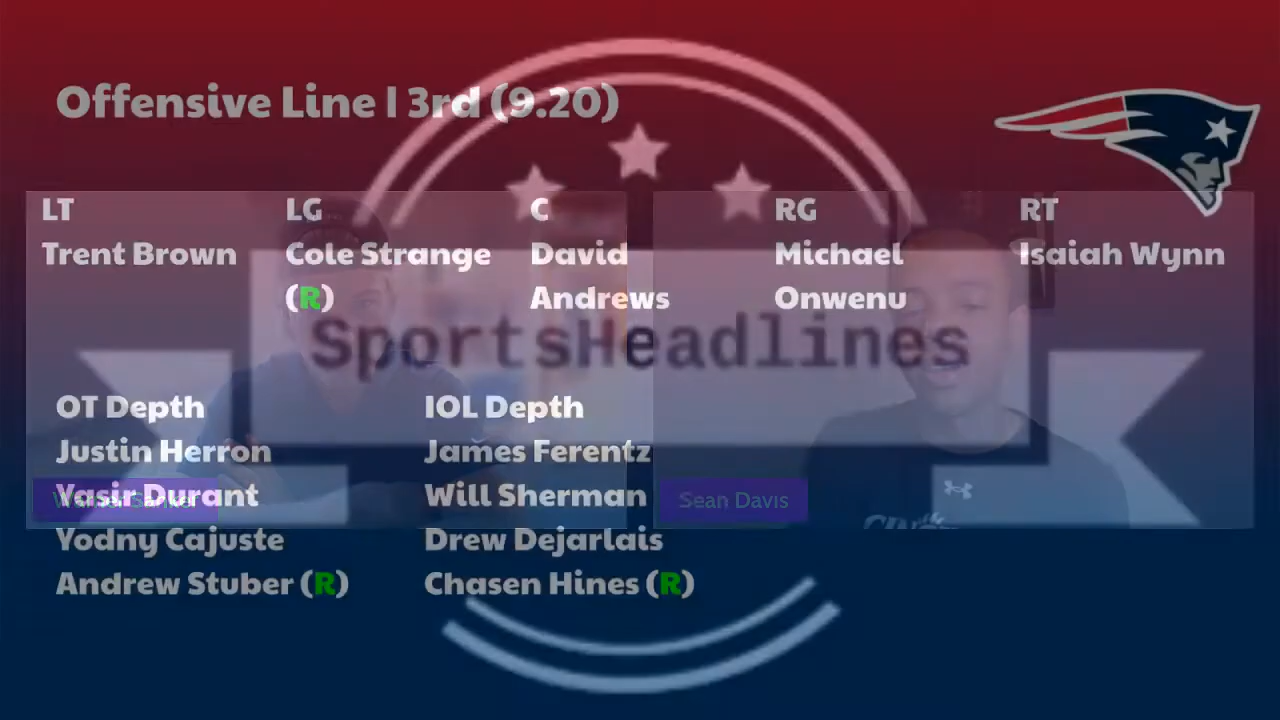 Offensive Line | 3rd (9.20)
LT
LG
C
RG
RT
Trent Brown
Cole Strange
(R)
David
Andrews
Michael
Onwenu
Isaiah Wynn
SportsHeadlines
OT Depth
IOL Depth
Justin Herron
James Ferentz
Yasir Durant
Will Sherman
Sean Davis
Yodny Cajuste
Drew Dejarlais
Andrew Stuber (R)
Chasen Hines (R)